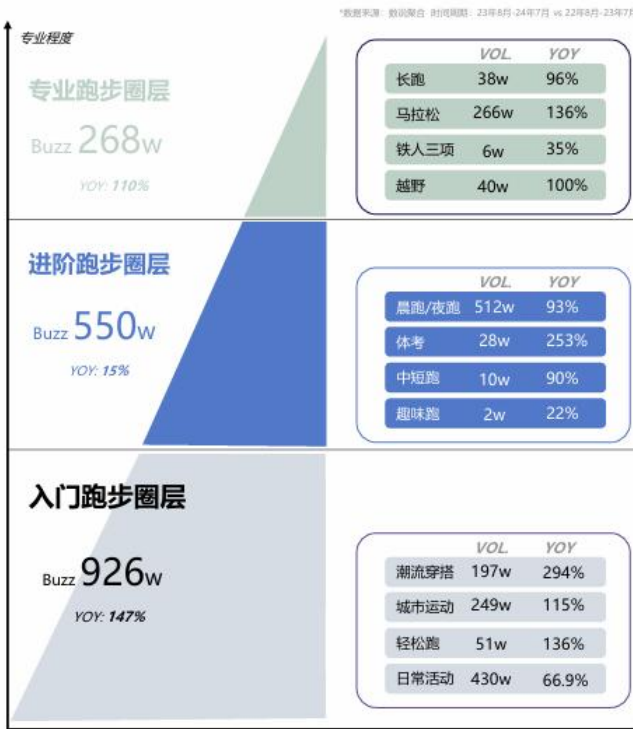 *数据来源：数说聚合 时间周期：23年8月-24年7月 vs 22年8月-23年7月
专业程度
专业跑步圈层
Buzz 268w
YOY: 110%
VOL. YOY
长跑 38w 96%
马拉松 266w 136%
铁人三项 6w 35%
越野 40w 100%
进阶跑步圈层
Buzz 550w
YOY: 15%
VOL. YOY
晨跑/夜跑 512w 93%
体考 28w 253%
中短跑 10w 90%
趣味跑 2w 22%
入门跑步圈层
Buzz 926w
YOY: 147%
VOL. YOY
潮流穿搭 197w 294%
城市运动 249w 115%
轻松跑 51w 136%
日常活动 430w 66.9%